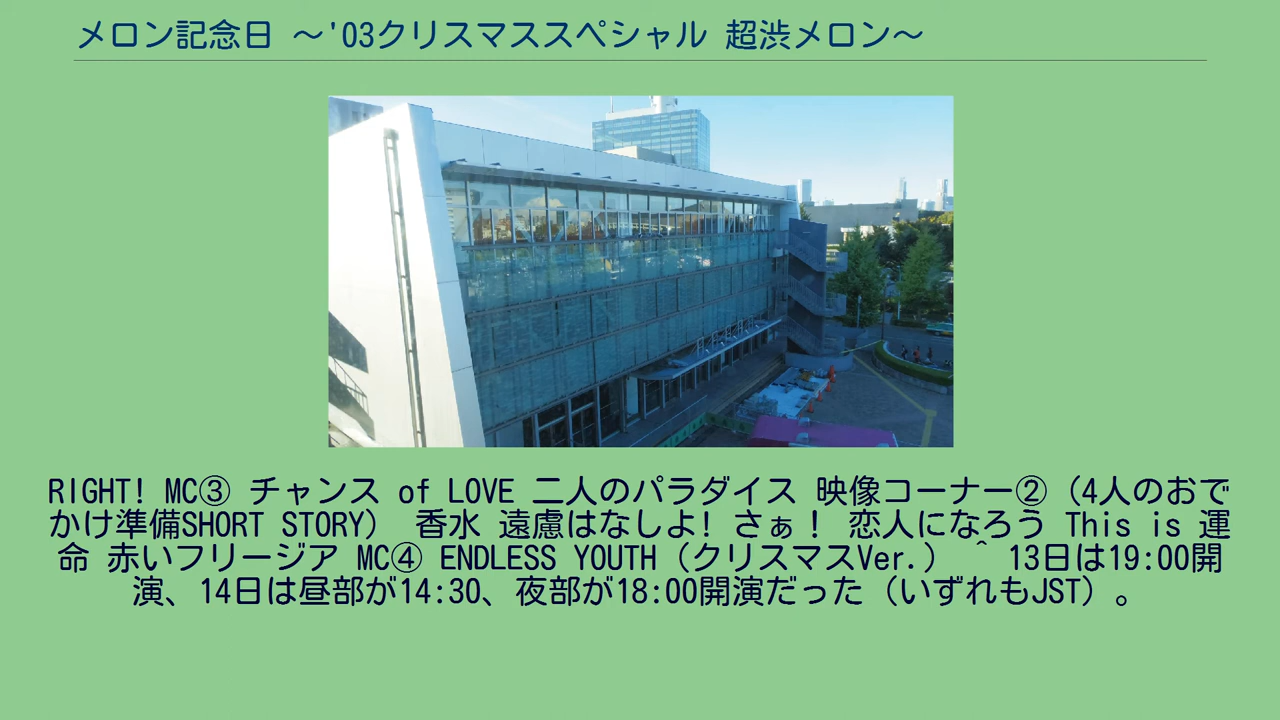 メロン記念日 〜'03クリスマススペシャル 超渋メロン〜
RIGHT! MC③ チャンス of LOVE 二人のパラダイス 映像コーナー②（4人のおで
かけ準備SHORT STORY） 香水 遠慮はなしよ! さぁ！ 恋人になろう This is 運
命 赤いフリージア MC④ ENDLESS YOUTH（クリスマスVer.） ^ 13日は19:00開
演、14日は昼部が14:30、夜部が18:00開演だった（いずれもJST）。